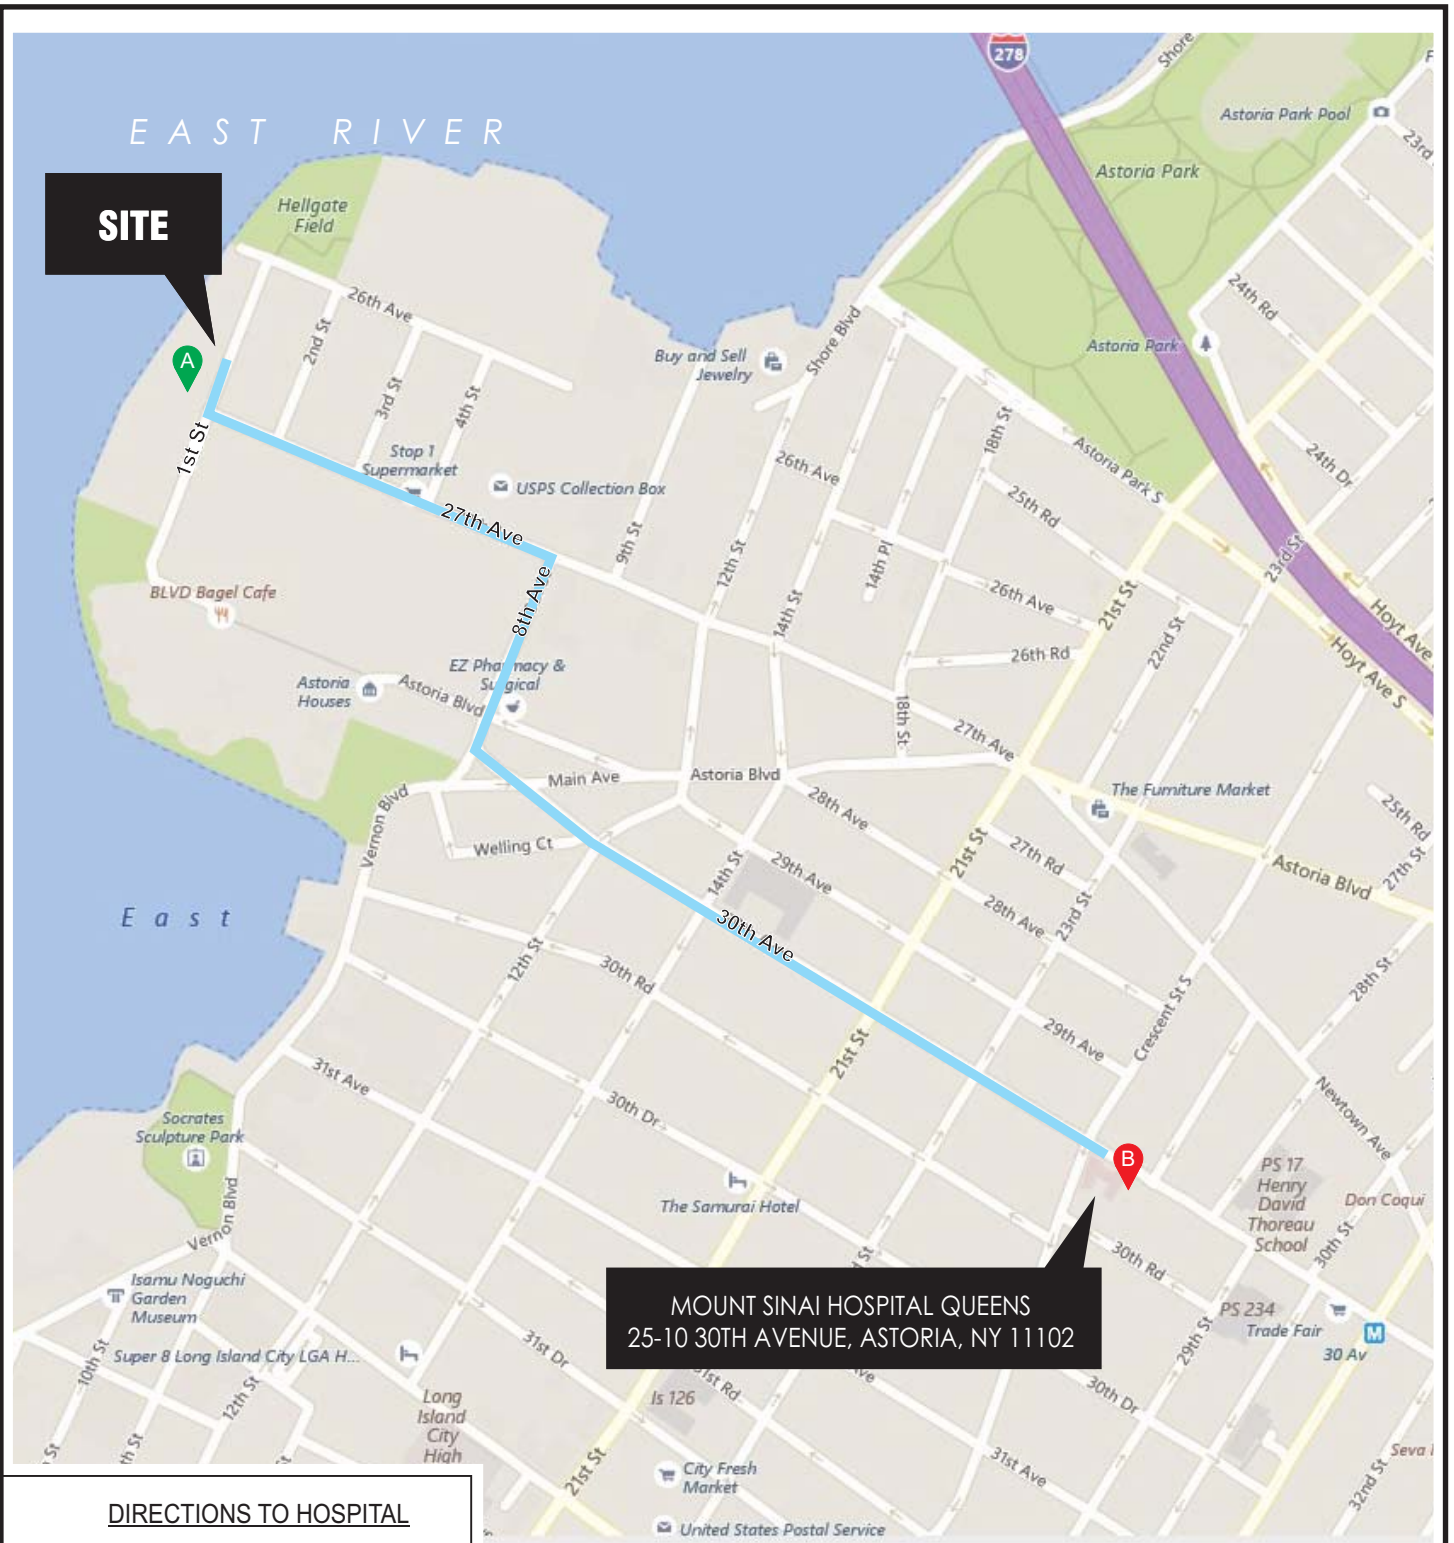 EAST RIVER
278
Shore
Astoria Park Pool
23rd
Astoria Park
SITE
Hellgate
Field
26th Ave
2nd St
24th Rd
A
Buy and Sell
Jewelry
Shore Blvd
Astoria Park
3rd St
4th St
1st St
Stop 1
Supermarket
USPS Collection Box
26th Ave
18th St
Astoria Park S
24th Dr
25th Rd
27th Ave
9th St
12th St
14th Pl
23rd St
BLVD Bagel Cafe
8th Ave
14th St
26th Ave
21st St
Hoyt Ave
Hoyt Ave S
22nd St
26th Rd
EZ Pharmacy &
Surgical
Astoria
Houses
Astoria Blvd
18th St
27th Ave
Main Ave
Astoria Blvd
The Furniture Market
28th Ave
25th Rd
Vernon Blvd
Welling Ct
14th St
29th Ave
21st St
27th Rd
Astoria Blvd
27th St
East
30th Ave
28th Ave
23rd St
12th St
30th Rd
28th St
Crescent St S
29th Ave
21st St
31st Ave
30th Dr
Newtown Ave
Socrates
Sculpture Park
B
The Samurai Hotel
PS 17
Henry
David
Thoreau
School
Don Coqui
Vernon Blvd
30th Rd
30th St
MOUNT SINAI HOSPITAL QUEENS
25-10 30TH AVENUE, ASTORIA, NY 11102
Isamu Noguchi
Garden
Museum
PS 234
Trade Fair
M
30 Av
29th St
10th St
Super 8 Long Island City LGA H...
31st Dr
31st Rd
Ave
12th St
Long
Island
City
High
Is 126
30th Dr
Seva
21st St
City Fresh
Market
31st Ave
32nd St
United States Postal Service
DIRECTIONS TO HOSPITAL